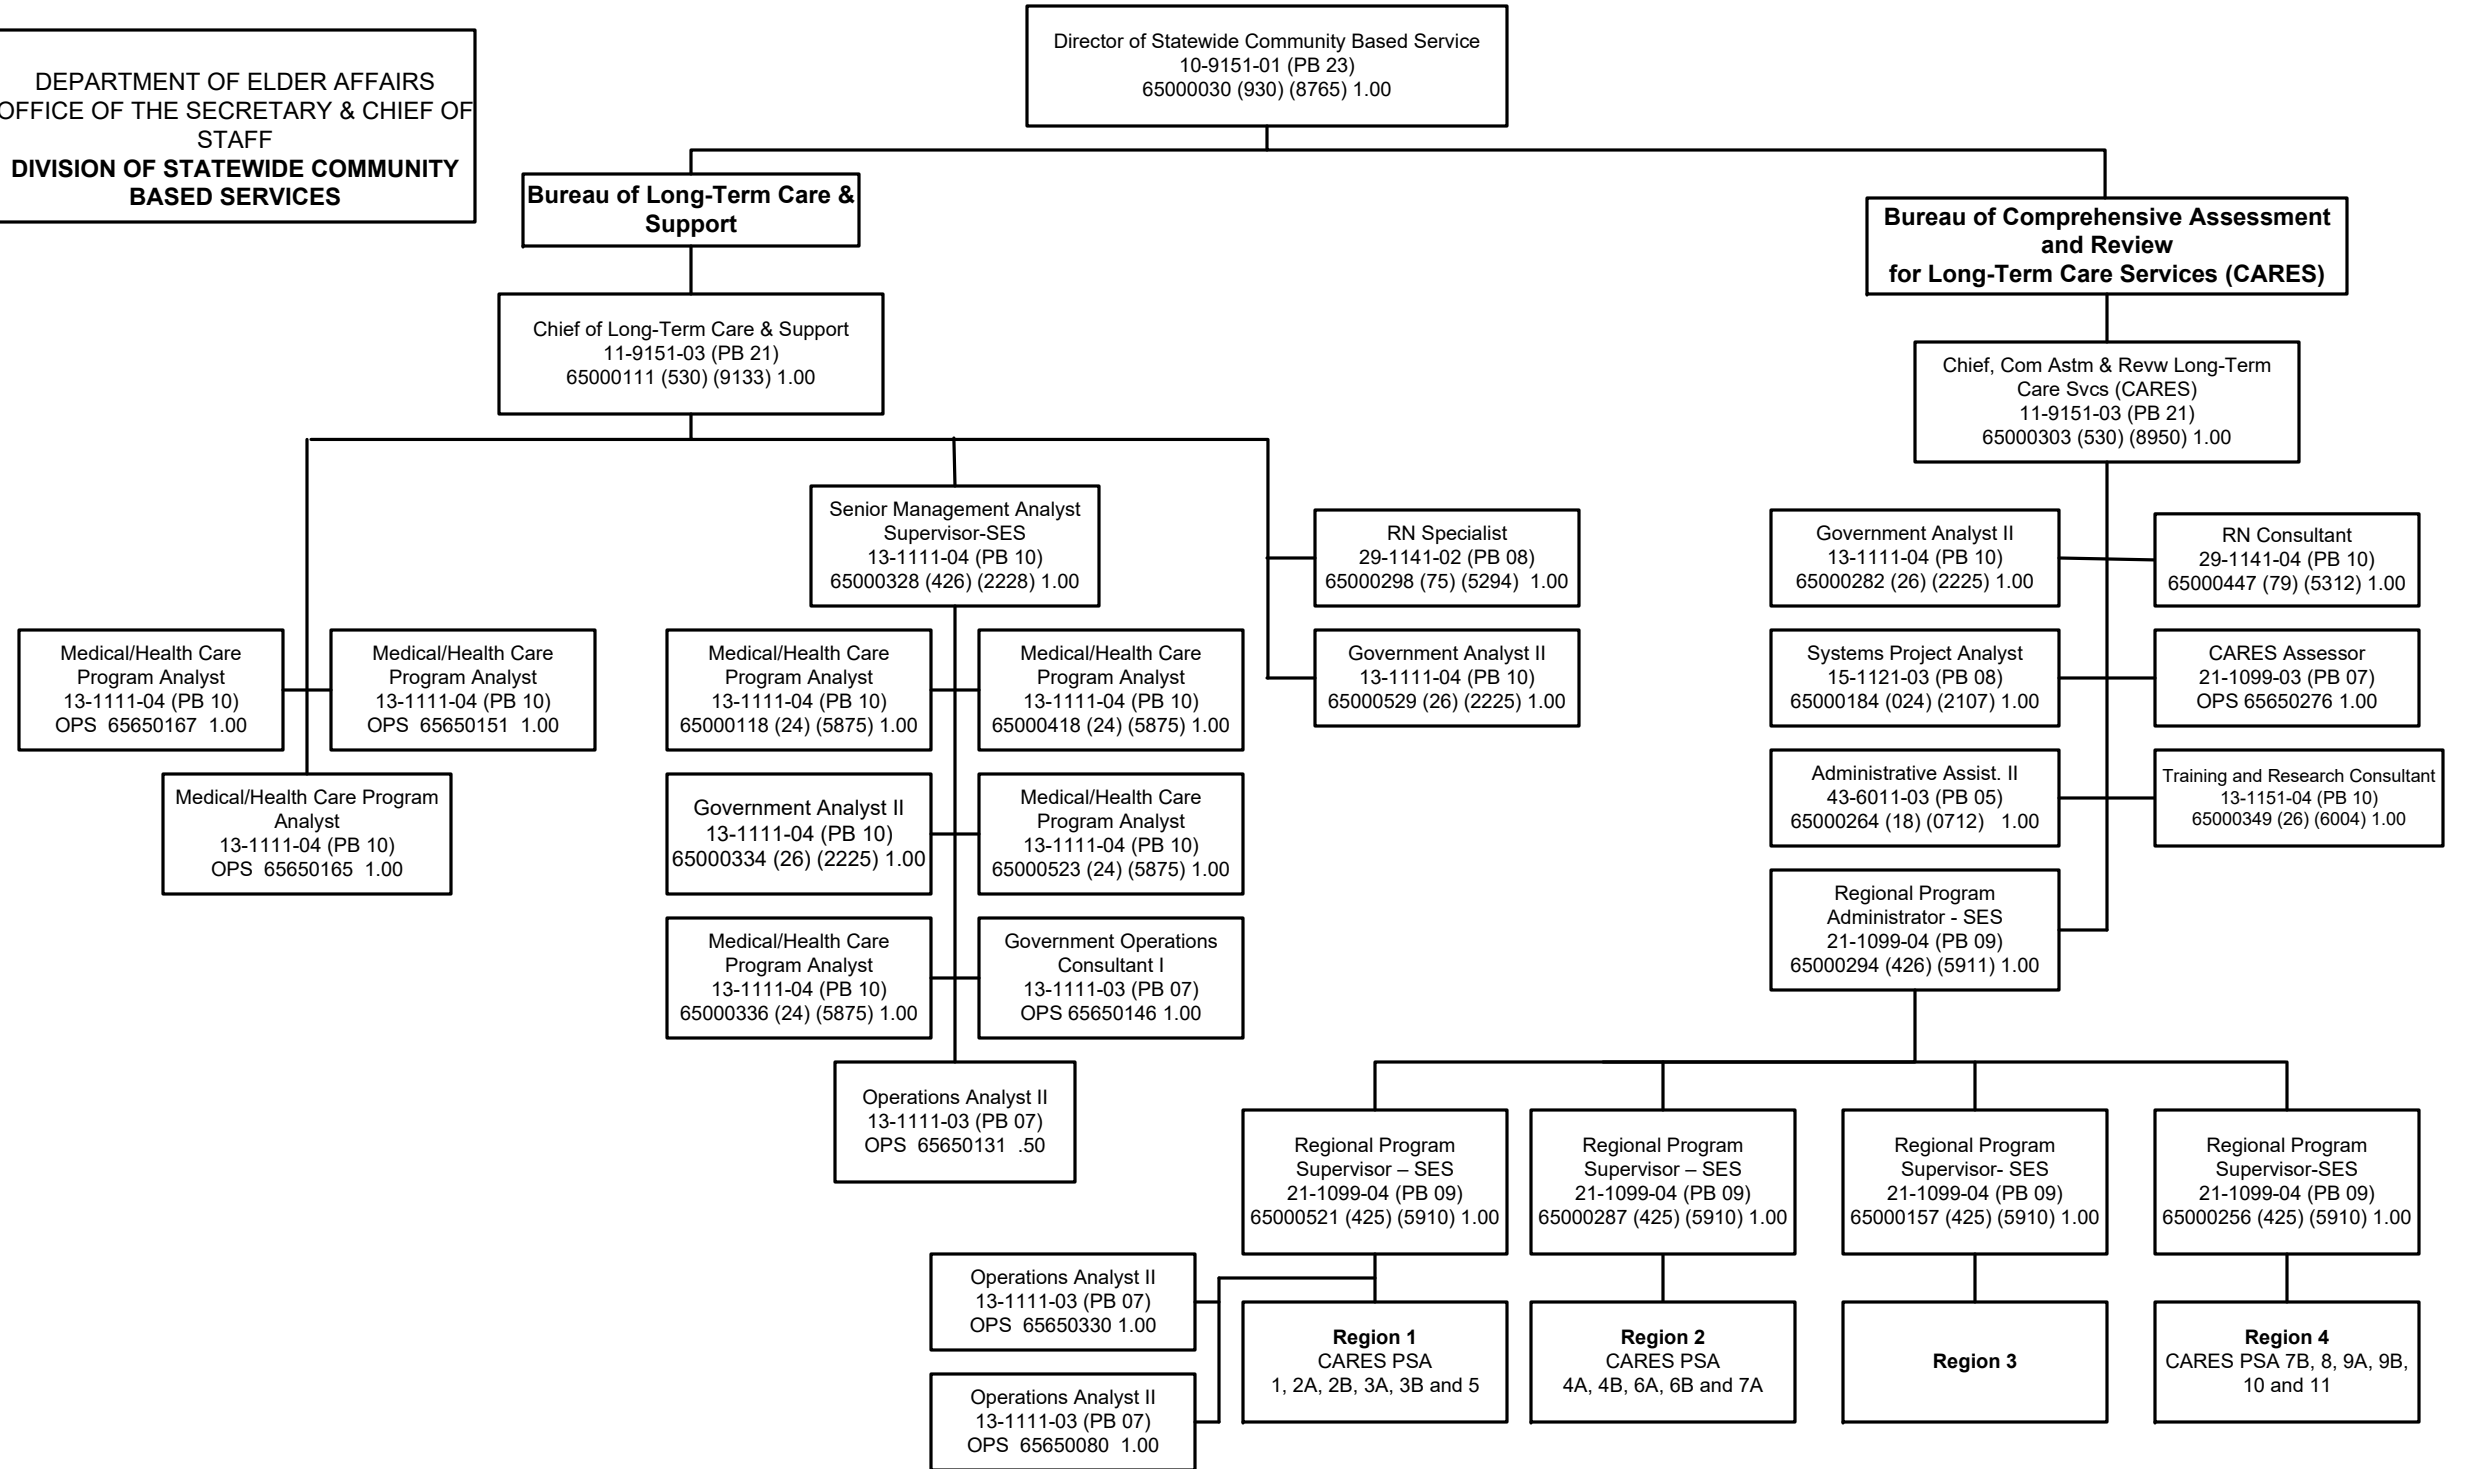 DEPARTMENT OF ELDER AFFAIRS
OFFICE OF THE SECRETARY & CHIEF OF
STAFF
DIVISION OF STATEWIDE COMMUNITY
BASED SERVICES
Director of Statewide Community Based Service
10-9151-01 (PB 23)
65000030 (930) (8765) 1.00
Bureau of Long-Term Care &
Support
Chief of Long-Term Care & Support
11-9151-03 (PB 21)
65000111 (530) (9133) 1.00
Medical/Health Care
Program Analyst
13-1111-04 (PB 10)
OPS 65650167 1.00
Medical/Health Care
Program Analyst
13-1111-04 (PB 10)
OPS 65650151 1.00
Medical/Health Care Program
Analyst
13-1111-04 (PB 10)
OPS 65650165 1.00
Senior Management Analyst
Supervisor-SES
13-1111-04 (PB 10)
65000328 (426) (2228) 1.00
Medical/Health Care
Program Analyst
13-1111-04 (PB 10)
65000118 (24) (5875) 1.00
Medical/Health Care
Program Analyst
13-1111-04 (PB 10)
65000418 (24) (5875) 1.00
Government Analyst II
13-1111-04 (PB 10)
65000334 (26) (2225) 1.00
Medical/Health Care
Program Analyst
13-1111-04 (PB 10)
65000523 (24) (5875) 1.00
Medical/Health Care
Program Analyst
13-1111-04 (PB 10)
65000336 (24) (5875) 1.00
Government Operations
Consultant I
13-1111-03 (PB 07)
OPS 65650146 1.00
Operations Analyst II
13-1111-03 (PB 07)
OPS 65650131 .50
RN Specialist
29-1141-02 (PB 08)
65000298 (75) (5294) 1.00
Government Analyst II
13-1111-04 (PB 10)
65000529 (26) (2225) 1.00
Bureau of Comprehensive Assessment
and Review
for Long-Term Care Services (CARES)
Chief, Com Astm & Revw Long-Term
Care Svcs (CARES)
11-9151-03 (PB 21)
65000303 (530) (8950) 1.00
Government Analyst II
13-1111-04 (PB 10)
65000282 (26) (2225) 1.00
RN Consultant
29-1141-04 (PB 10)
65000447 (79) (5312) 1.00
Systems Project Analyst
15-1121-03 (PB 08)
65000184 (024) (2107) 1.00
CARES Assessor
21-1099-03 (PB 07)
OPS 65650276 1.00
Administrative Assist. II
43-6011-03 (PB 05)
65000264 (18) (0712) 1.00
Training and Research Consultant
13-1151-04 (PB 10)
65000349 (26) (6004) 1.00
Regional Program
Administrator - SES
21-1099-04 (PB 09)
65000294 (426) (5911) 1.00
Regional Program
Supervisor – SES
21-1099-04 (PB 09)
65000521 (425) (5910) 1.00
Regional Program
Supervisor – SES
21-1099-04 (PB 09)
65000287 (425) (5910) 1.00
Regional Program
Supervisor- SES
21-1099-04 (PB 09)
65000157 (425) (5910) 1.00
Regional Program
Supervisor-SES
21-1099-04 (PB 09)
65000256 (425) (5910) 1.00
Operations Analyst II
13-1111-03 (PB 07)
OPS 65650330 1.00
Operations Analyst II
13-1111-03 (PB 07)
OPS 65650080 1.00
Region 1
CARES PSA
1, 2A, 2B, 3A, 3B and 5
Region 2
CARES PSA
4A, 4B, 6A, 6B and 7A
Region 3
Region 4
CARES PSA 7B, 8, 9A, 9B,
10 and 11